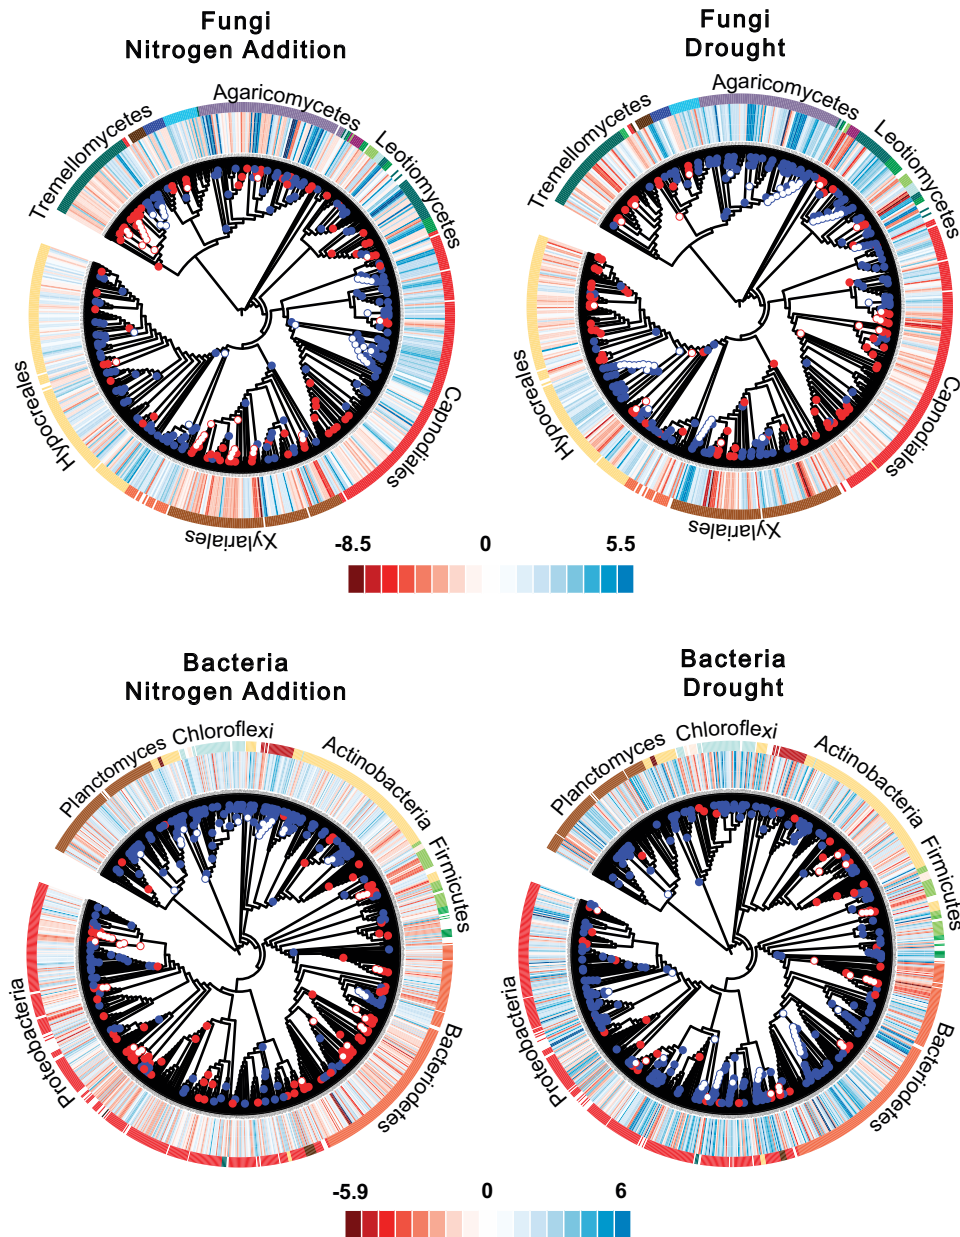 Fungi
Nitrogen Addition
Fungi
Drought
Tremellomycetes
Agaricomycetes
Leotiomycetes
Capnodiales
Xylariales
Hypocreales
Tremellomycetes
Agaricomycetes
Leotiomycetes
Capnodiales
Xylariales
Hypocreales
-8.5 0 5.5
Bacteria
Nitrogen Addition
Bacteria
Drought
Planctomyces
Chloroflexi
Actinobacteria
Firmicutes
Bacteriodetes
Proteobacteria
Planctomyces
Chloroflexi
Actinobacteria
Firmicutes
Bacteriodetes
Proteobacteria
-5.9 0 6